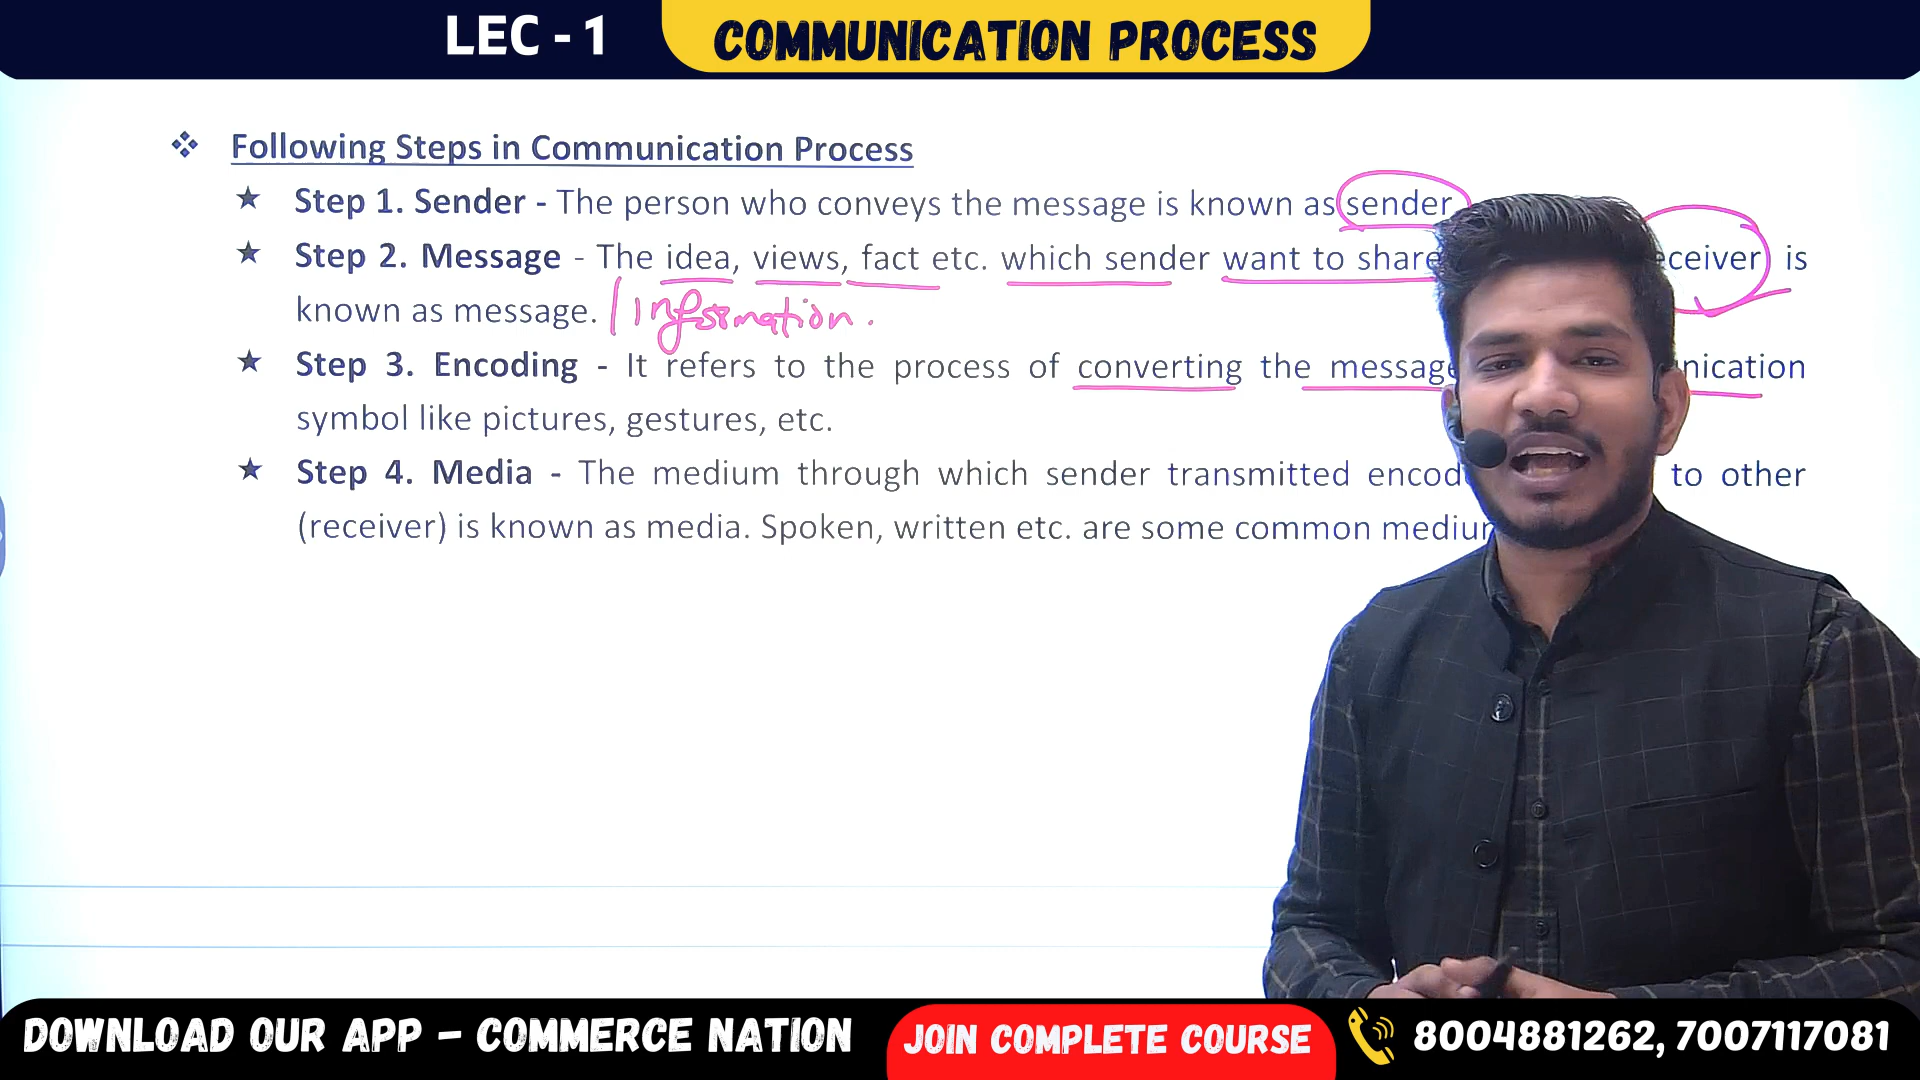 LEC - 1
COMMUNICATION PROCESS
Following Steps in Communication Process
Step 1. Sender - The person who conveys the message is known as sender.
Step 2. Message - The idea, views, fact etc. which sender want to share eceiver is
known as message. / Information.
Step 3. Encoding - It refers to the process of converting the message nication
symbol like pictures, gestures, etc.
Step 4. Media - The medium through which sender transmitted encod to other
(receiver) is known as media. Spoken, written etc. are some common mediu
DOWNLOAD OUR APP – COMMERCE NATION
JOIN COMPLETE COURSE
8004881262, 7007117081